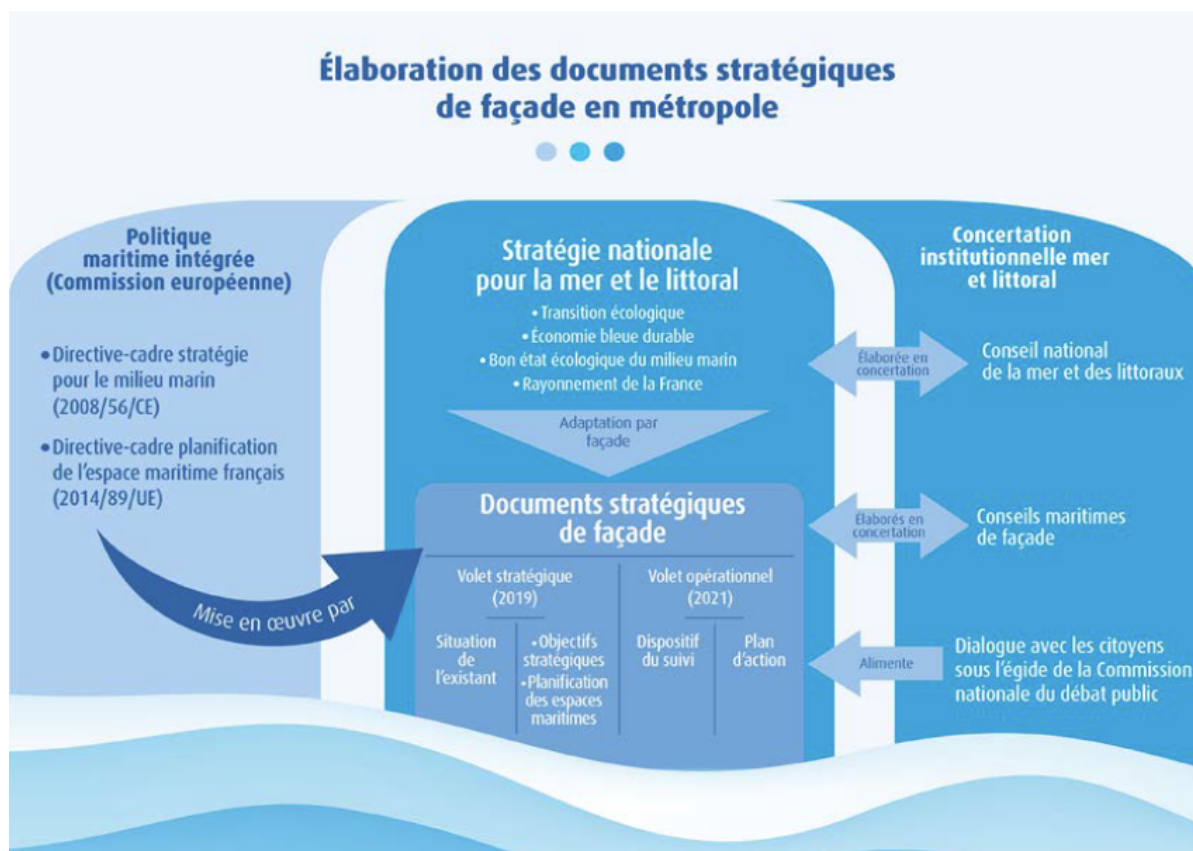 Élaboration des documents stratégiques
de façade en métropole
Politique
maritime intégrée
(Commission européenne)
• Directive-cadre stratégie
pour le milieu marin
(2008/56/CE)
• Directive-cadre planification
de l'espace maritime français
(2014/89/UE)
Mise en œuvre par
Stratégie nationale
pour la mer et le littoral
• Transition écologique
• Économie bleue durable
• Bon état écologique du milieu marin
• Rayonnement de la France
Adaptation par
façade
Documents stratégiques
de façade
Volet stratégique
(2019)
Situation
de
l'existant
• Objectifs
stratégiques
• Planification
des espaces
maritimes
Volet opérationnel
(2021)
Dispositif
du suivi
Plan
d'action
Concertation
institutionnelle mer
et littoral
Élaborée en
concertation
Conseil national
de la mer et des littoraux
Élaborés en
concertation
Conseils maritimes
de façade
Alimente
Dialogue avec les citoyens
sous l'égide de la Commission
nationale du débat public